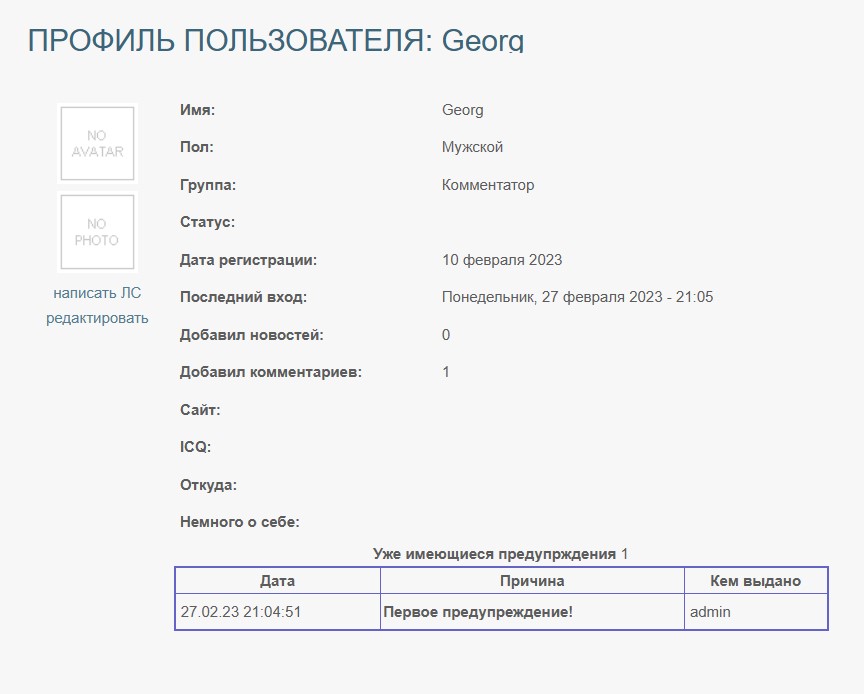 ПРОФИЛЬ ПОЛЬЗОВАТЕЛЯ: Georg
NO
AVATAR
NO
PHOTO
написать ЛС
редактировать
Имя: Georg
Пол: Мужской
Группа: Комментатор
Статус:
Дата регистрации: 10 февраля 2023
Последний вход: Понедельник, 27 февраля 2023 - 21:05
Добавил новостей: 0
Добавил комментариев: 1
Сайт:
ICQ:
Откуда:
Немного о себе:
Уже имеющиеся предупрждения 1
Дата Причина Кем выдано
27.02.23 21:04:51 Первое предупреждение! admin